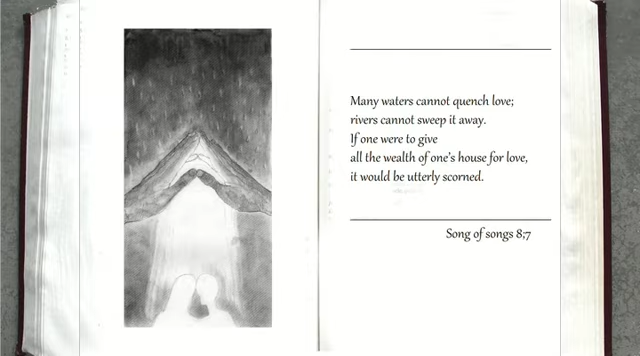 Many waters cannot quench love;
rivers cannot sweep it away.
If one were to give
all the wealth of one's house for love,
it would be utterly scorned.
Song of songs 8;7